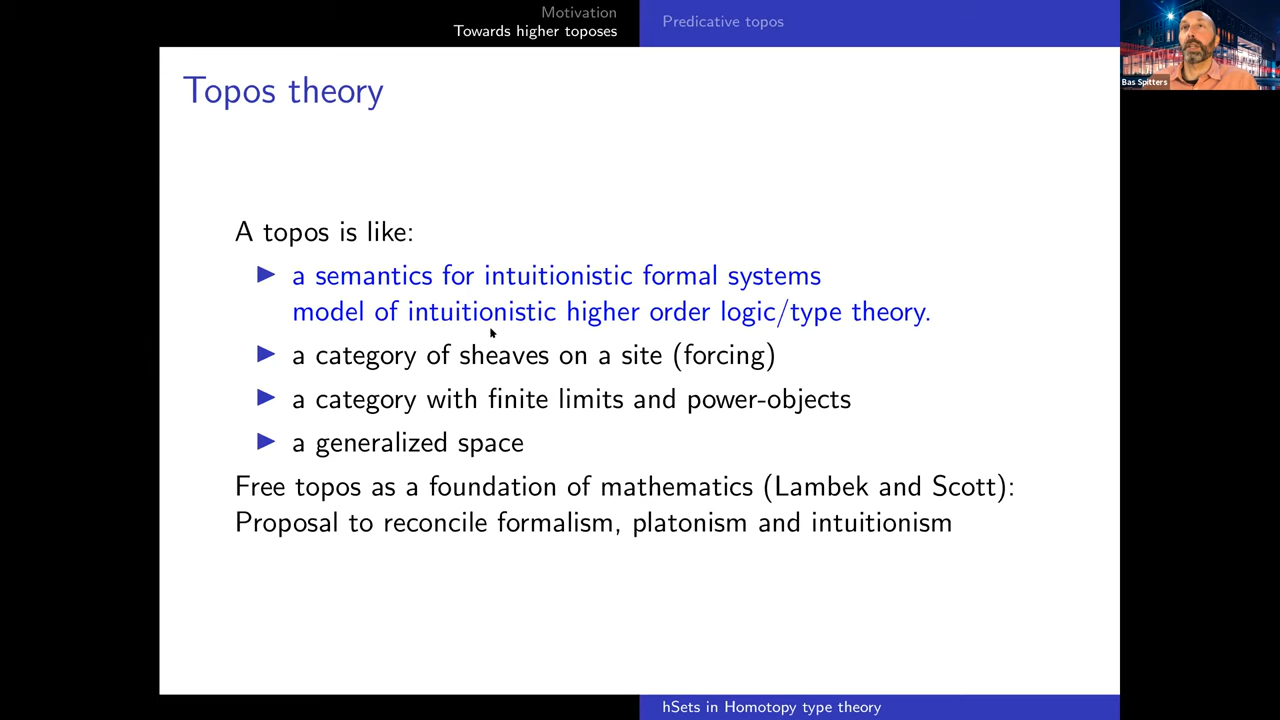 Motivation
Towards higher toposes
Predicative topos
Bas Spitters
Topos theory
A topos is like:
▶ a semantics for intuitionistic formal systems
model of intuitionistic higher order logic/type theory.
▶ a category of sheaves on a site (forcing)
▶ a category with finite limits and power-objects
▶ a generalized space
Free topos as a foundation of mathematics (Lambek and Scott):
Proposal to reconcile formalism, platonism and intuitionism
hSets in Homotopy type theory